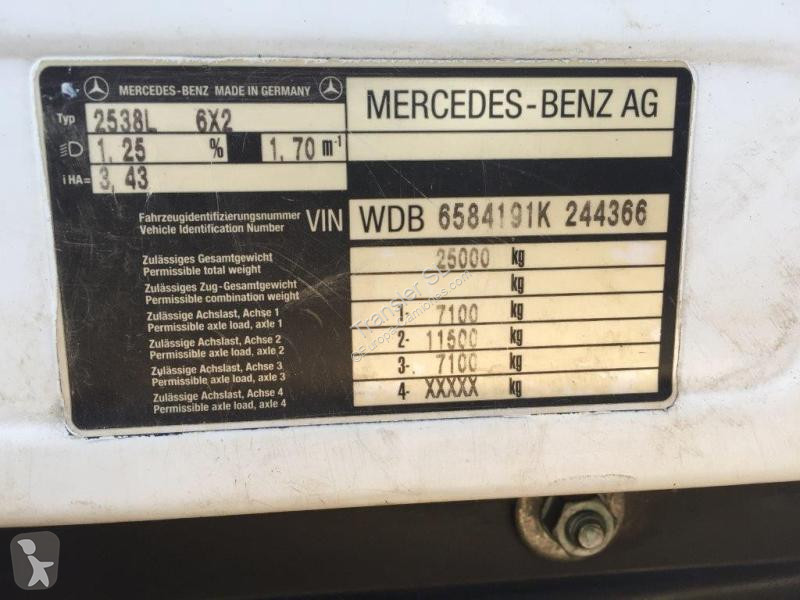 MERCEDES-BENZ MADE IN GERMANY
MERCEDES-BENZ AG
Typ 2538L 6X2
1,25 % 1,70 m-1
i HA= 3,43
Fahrzeugidentifizierungsnummer
Vehicle Identification Number
VIN WDB 6584191K 244366
Zulässiges Gesamtgewicht
Permissible total weight
25000 kg
Zulässiges Zug-Gesamtgewicht
Permissible combination weight
kg
Zulässige Achslast, Achse 1
Permissible axle load, axle 1
1- 7100 kg
Zulässige Achslast, Achse 2
Permissible axle load, axle 2
2- 11500 kg
Zulässige Achslast, Achse 3
Permissible axle load, axle 3
3- 7100 kg
Zulässige Achslast, Achse 4
Permissible axle load, axle 4
4- XXXXX kg